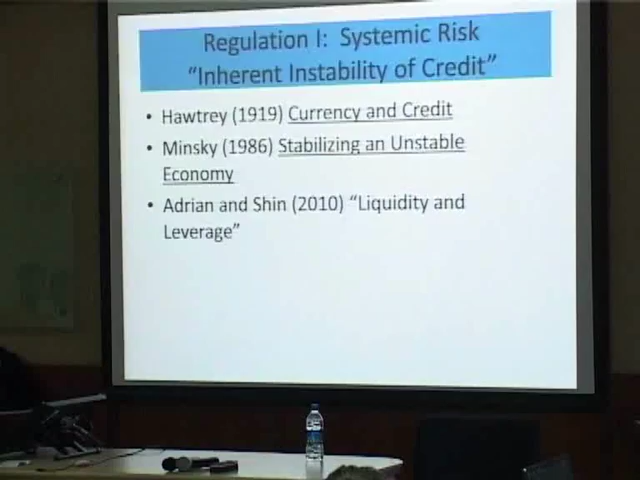 Regulation I: Systemic Risk
“Inherent Instability of Credit”
• Hawtrey (1919) Currency and Credit
• Minsky (1986) Stabilizing an Unstable
Economy
• Adrian and Shin (2010) “Liquidity and
Leverage”